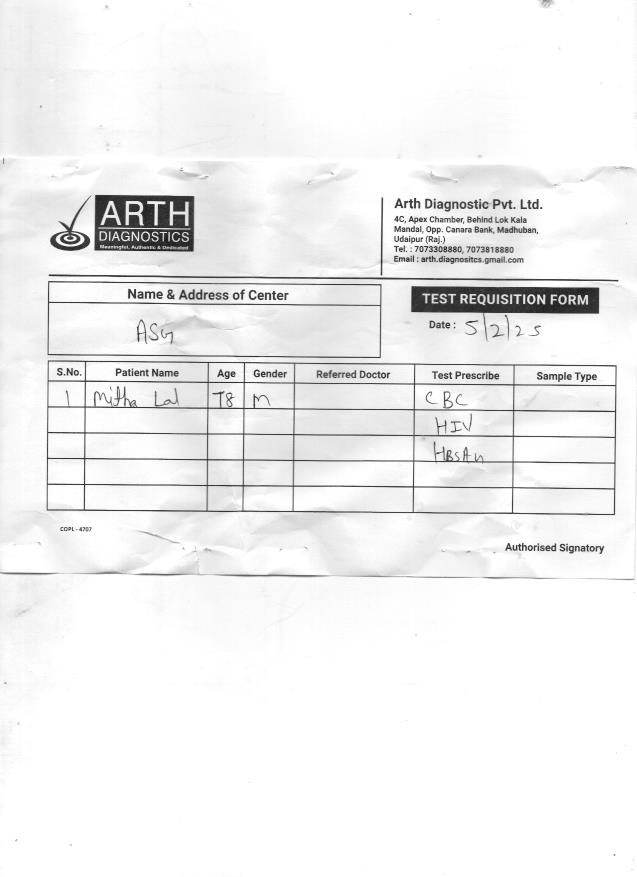 ARTH
DIAGNOSTICS
Meaningful, Authentic & Dedicated
Arth Diagnostic Pvt. Ltd.
4C, Apex Chamber, Behind Lok Kala
Mandal, Opp. Canara Bank, Madhuban,
Udaipur (Raj.)
Tel. : 7073308880, 7073818880
Email : arth.diagnositcs.gmail.com
Name & Address of Center
ASG
TEST REQUISITION FORM
Date : 5/2/25
S.No. Patient Name Age Gender Referred Doctor Test Prescribe Sample Type
1 Mitha Lal 78 M CBC
HIV
COPL - 4707
Authorised Signatory